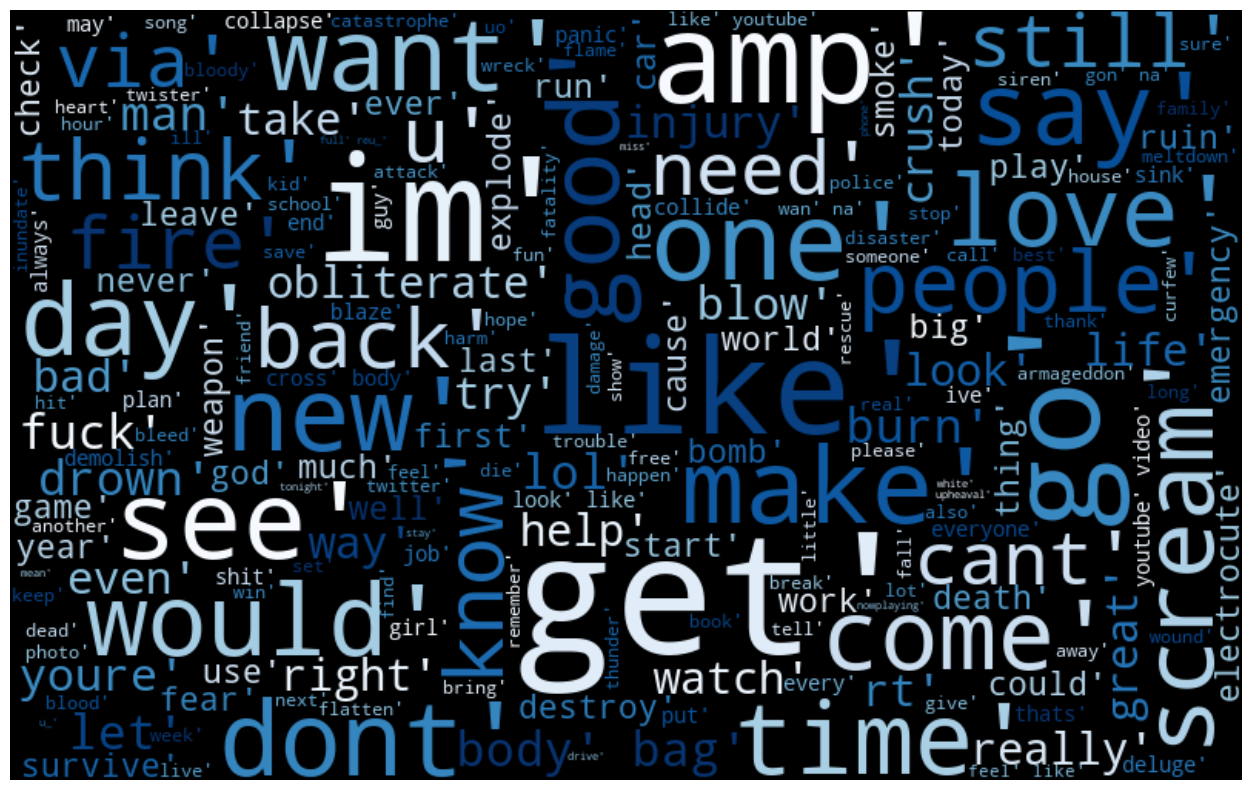 may' song' collapse' catastrophe' uo' panic' like' youtube' still' sure'
check' via' bloody' want' wreck' flame' car' amp' smoke' crush' today' siren' gon' na'
heart' twister' man' take' ever' run' good' injury' say' family'
hour' ill' u' explode' full' reu_' miss' phone' ruin'
think' im' attack' guy' fatality' need' play' house' sink' meltdown'
kid' school' head' police' collide' wan' na' stop' love'
inundate' always' leave' fire' end' save' fun' one' disaster' someone' call' best'
never' obliterate' blow' people' curfew' emergency'
day' back' blaze' hope' harm' damage' show' cause' world' rescue' big' thank' life'
friend' weapon' last' like' look' armageddon'
bad' cross' body' try' real' ive' long'
hit' plan' new' first' burn' go' scream'
fuck' bleed' trouble' free' happen' bomb' please' thing' video'
demolish' drown' god' much' feel' die' lol' make' white' upheaval'
tonight' twitter' know' look' like' also'
game' another' see' well' help' little' everyone' youtube' electrocute'
year' way' stay' job' start' fall' cant'
mean' even' shit' set' get' break' lot' death'
keep' win' find' remember' work' nowplaying' great'
dead' would' girl' book' tell' come' away' wound'
photo' thunder'
youre' use' right' bring' watch' every' rt' could'
blood' fear' next' flatten' destroy' put' give' thats'
u_' let' week' dont' body' bag' time' really'
survive' live' drive' feel' like' deluge'